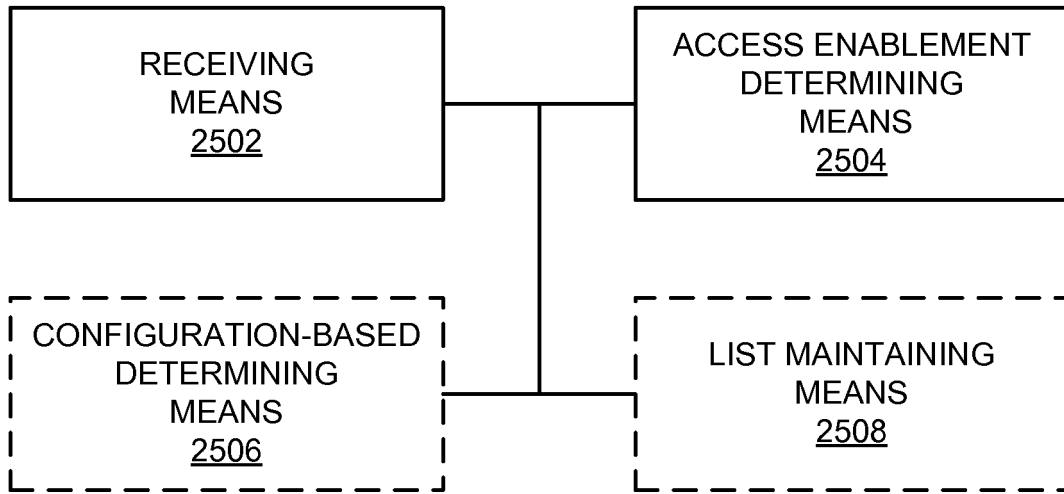 RECEIVING
MEANS
2502
ACCESS ENABLEMENT
DETERMINING
MEANS
2504
CONFIGURATION-BASED
DETERMINING
MEANS
2506
LIST MAINTAINING
MEANS
2508